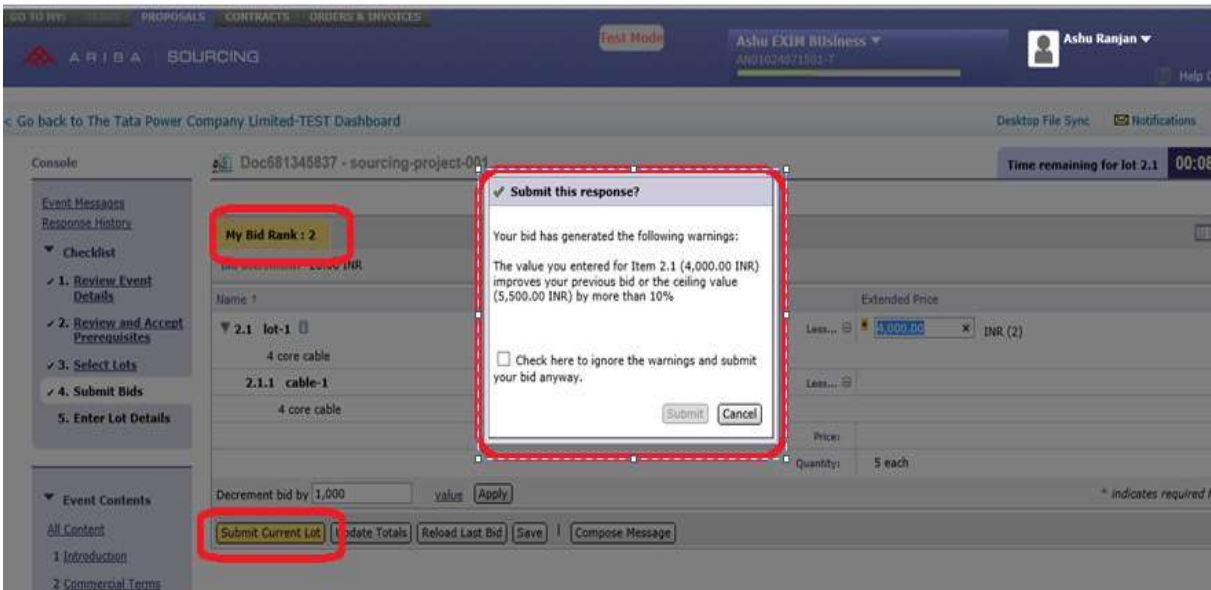 GO TO MY: PROPOSALS CONTRACTS ORDERS & INVOICES
ARIBA SOURCING
Test Mode
Ashu EXIM BUsiness
AN01024071501-T
Ashu Ranjan
Help
< Go back to The Tata Power Company Limited-TEST Dashboard
Desktop File Sync
Notifications
Console
Doc681345837 - sourcing-project-001
Time remaining for lot 2.1 00:08
Event Messages
Response History
Checklist
1. Review Event
Details
2. Review and Accept
Prerequisites
3. Select Lots
4. Submit Bids
5. Enter Lot Details
Event Contents
All Content
1 Introduction
2 Commercial Terms
My Bid Rank : 2
INR
Name ↑
Extended Price
2.1 lot-1
Less...
4,000.00 × INR (2)
4 core cable
2.1.1 cable-1
Less...
4 core cable
Price:
Quantity: 5 each
✓ Submit this response?
Your bid has generated the following warnings:
The value you entered for Item 2.1 (4,000.00 INR)
improves your previous bid or the ceiling value
(5,500.00 INR) by more than 10%
Check here to ignore the warnings and submit
your bid anyway.
Submit Cancel
Decrement bid by 1,000 value Apply
* indicates required
Submit Current Lot Update Totals Reload Last Bid Save | Compose Message